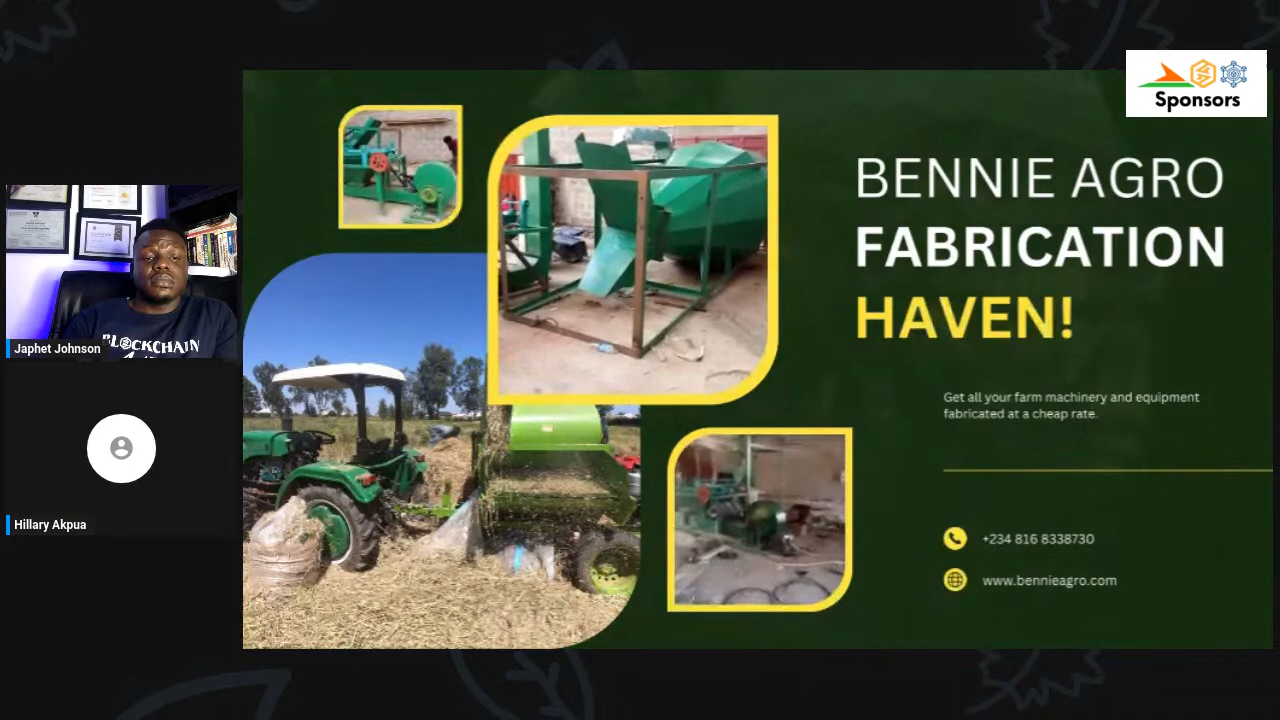 Sponsors
BENNIE AGRO
FABRICATION
HAVEN!
Get all your farm machinery and equipment
fabricated at a cheap rate.
+234 816 8338730
www.bennieagro.com
BLOCKCHAIN
Japhet Johnson
Hillary Akpua